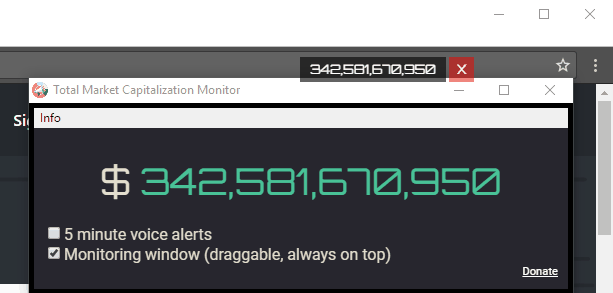 342,581,670,950 X
Total Market Capitalization Monitor
Info
$ 342,581,670,950
5 minute voice alerts
Monitoring window (draggable, always on top)
Donate